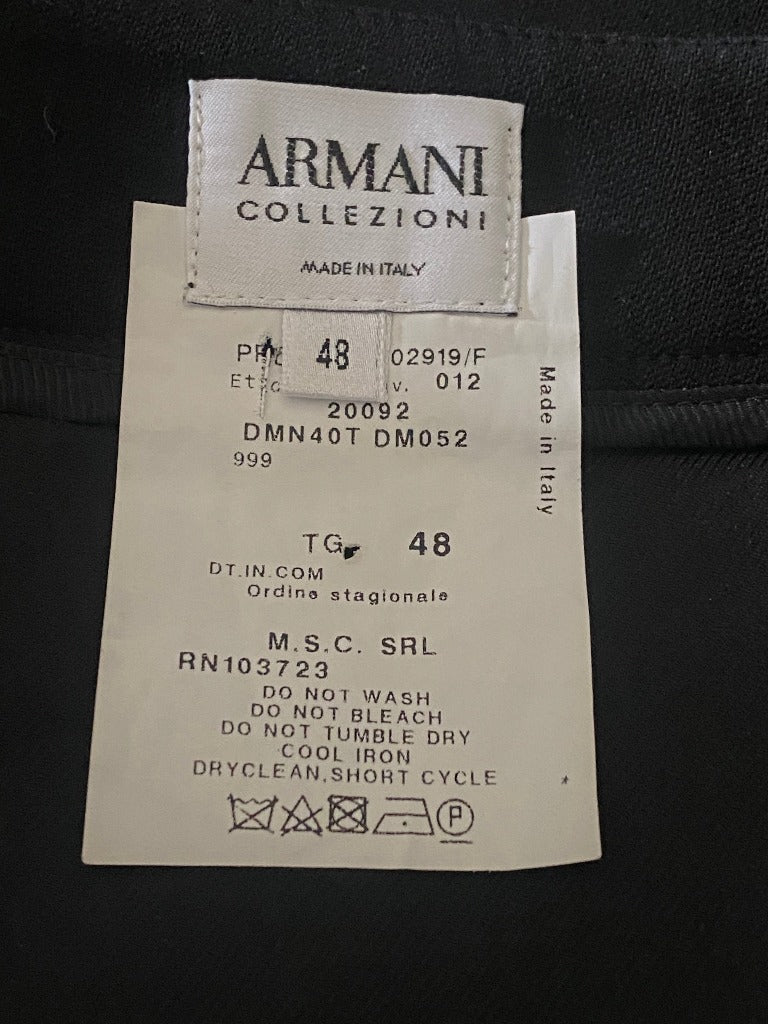 ARMANI
COLLEZIONI
MADE IN ITALY
48
02919/F
v. 012
20092
DMN40T DM052
999
Made in Italy
TG. 48
DT.IN.COM
Ordine stagionale
M.S.C. SRL
RN103723
DO NOT WASH
DO NOT BLEACH
DO NOT TUMBLE DRY
COOL IRON
DRYCLEAN,SHORT CYCLE *
P